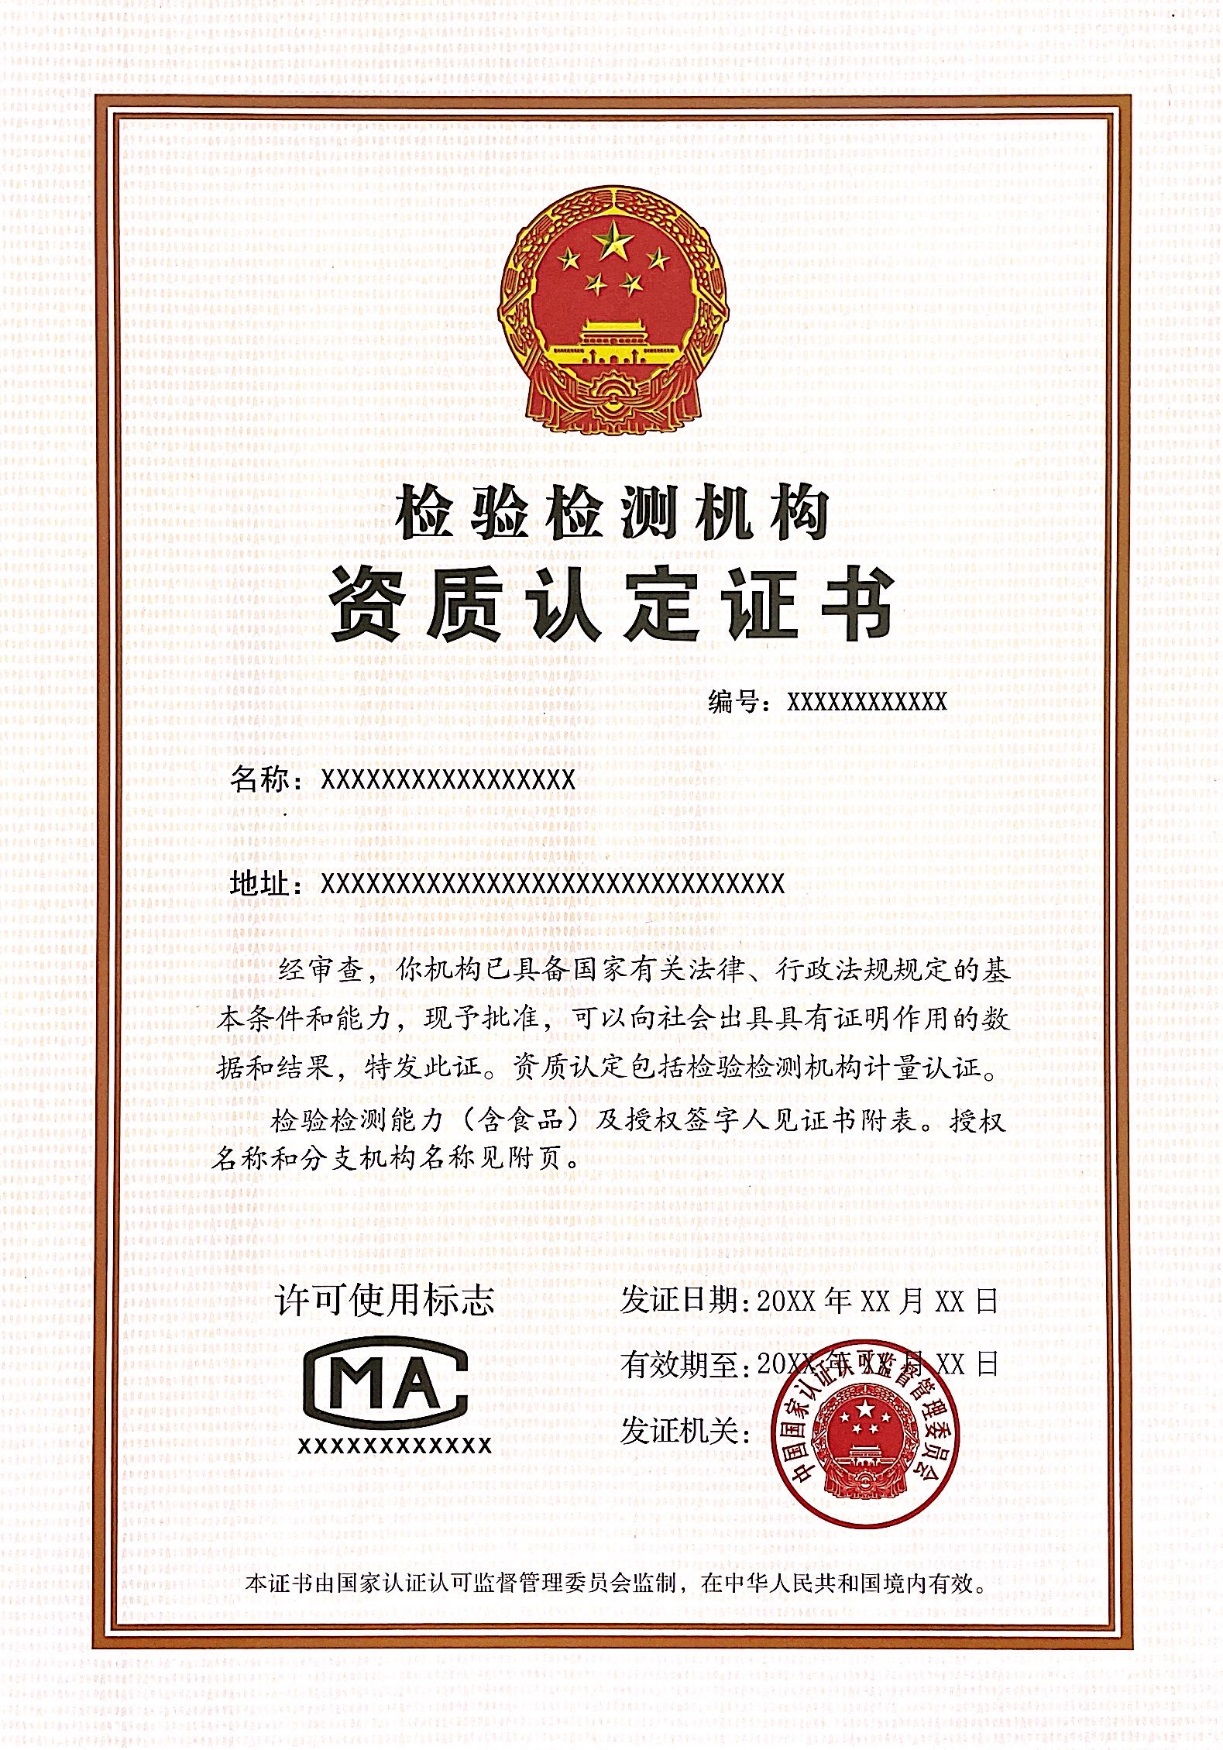 检验检测机构
资质认定证书
编号：XXXXXXXXXXXX
名称：XXXXXXXXXXXXXXXXX
地址：XXXXXXXXXXXXXXXXXXXXXXXXXXXXXXX
经审查，你机构已具备国家有关法律、行政法规规定的基
本条件和能力，现予批准，可以向社会出具具有证明作用的数
据和结果，特发此证。资质认定包括检验检测机构计量认证。
检验检测能力（含食品）及授权签字人见证书附表。授权
名称和分支机构名称见附页。
许可使用标志
MA
XXXXXXXXXXXX
发证日期：20XX 年 XX 月 XX 日
有效期至：20XX 年 XX 月 XX 日
发证机关：
中国国家认证认可监督管理委员会
本证书由国家认证认可监督管理委员会监制，在中华人民共和国境内有效。